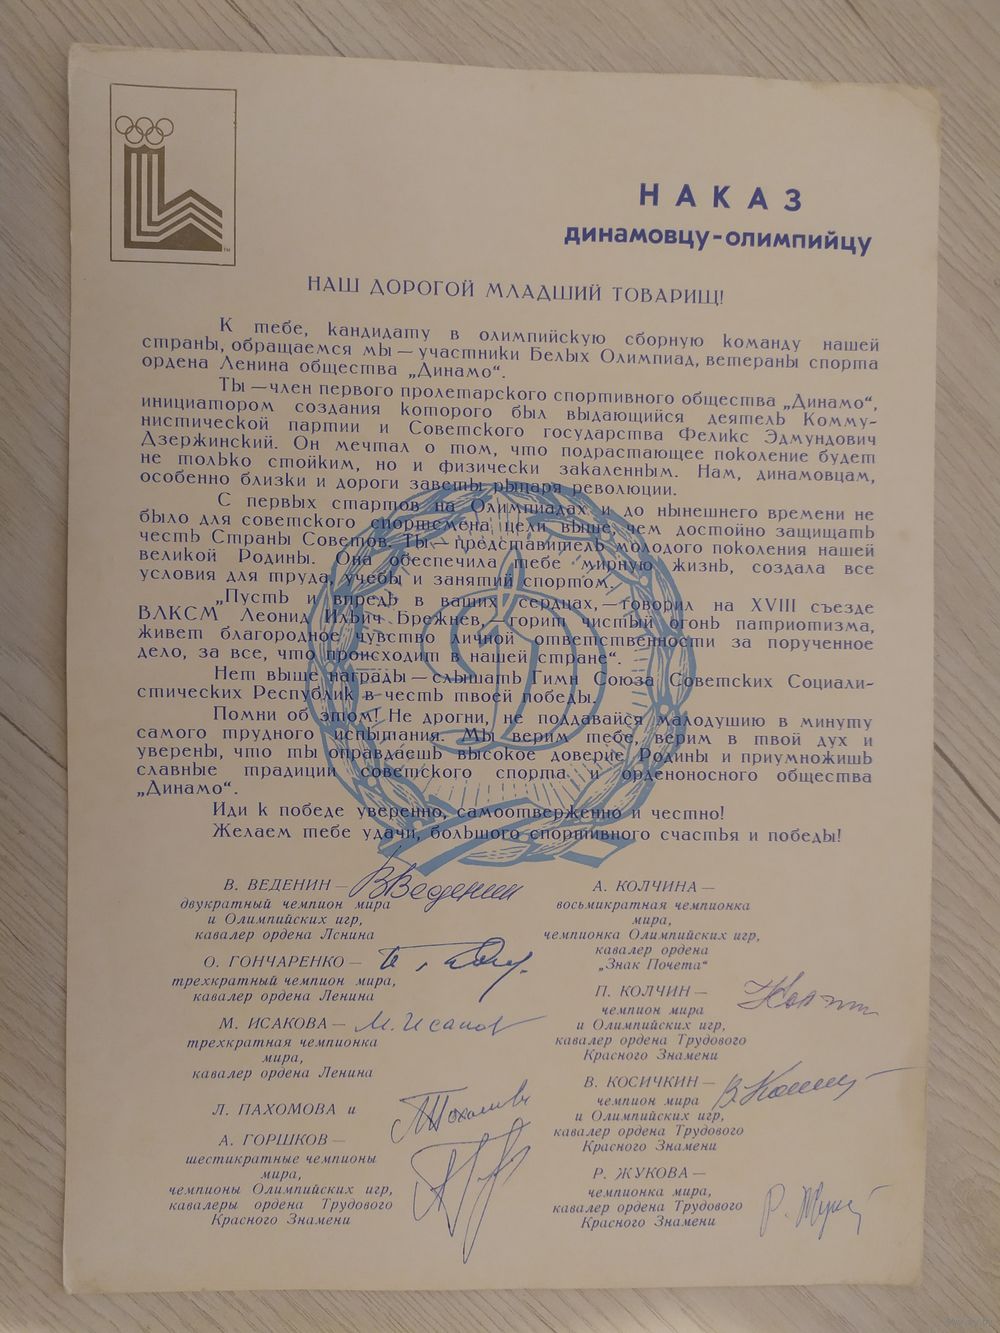 НАКАЗ
динамовцу-олимпийцу
НАШ ДОРОГОЙ МЛАДШИЙ ТОВАРИЩ!
К тебе, кандидату в олимпийскую сборную команду нашей
страны, обращаемся мы — участники Белых Олимпиад, ветераны спорта
ордена Ленина общества „Динамо“.
Ты — член первого пролетарского спортивного общества „Динамо“,
инициатором создания которого был выдающийся деятель Комму-
нистической партии и Советского государства Феликс Эдмундович
Дзержинский. Он мечтал о том, что подрастающее поколение будет
не только стойким, но и физически закаленным. Нам, динамовцам,
особенно близки и дороги заветы рыцаря революции.
С первых стартов на Олимпиадах и до нынешнего времени не
было для советского спортсмена цели выше, чем достойно защищать
честь Страны Советов. Ты — представитель молодого поколения нашей
великой Родины. Она обеспечила тебе мирную жизнь, создала все
условия для труда, учебы и занятий спортом.
„Пусть и впредь в ваших сердцах, — говорил на XVIII съезде
ВЛКСМ Леонид Ильич Брежнев, — горит чистый огонь патриотизма,
живет благородное чувство личной ответственности за порученное
дело, за все, что происходит в нашей стране“.
Нет выше награды — слышать Гимн Союза Советских Социали-
стических Республик в честь твоей победы.
Помни об этом! Не дрогни, не поддавайся малодушию в минуту
самого трудного испытания. Мы верим тебе, верим в твой дух и
уверены, что ты оправдаешь высокое доверие Родины и приумножишь
славные традиции советского спорта и орденоносного общества
„Динамо“.
Иди к победе уверенно, самоотверженно и честно!
Желаем тебе удачи, большого спортивного счастья и победы!
В. ВЕДЕНИН — ВВеденин
двукратный чемпион мира
и Олимпийских игр,
кавалер ордена Ленина
О. ГОНЧАРЕНКО —
трехкратный чемпион мира,
кавалер ордена Ленина
М. ИСАКОВА — М. Исакова
трехкратная чемпионка
мира,
кавалер ордена Ленина
Л. ПАХОМОВА и
А. ГОРШКОВ —
шестикратные чемпионы
мира,
чемпионы Олимпийских игр,
кавалеры ордена Трудового
Красного Знамени
А. КОЛЧИНА —
восьмикратная чемпионка
мира,
чемпионка Олимпийских игр,
кавалер ордена
„Знак Почета“
П. КОЛЧИН —
чемпион мира
и Олимпийских игр,
кавалер ордена Трудового
Красного Знамени
В. КОСИЧКИН —
чемпион мира
и Олимпийских игр,
кавалер ордена Трудового
Красного Знамени
Р. ЖУКОВА —
чемпионка мира,
кавалер ордена Трудового
Красного Знамени